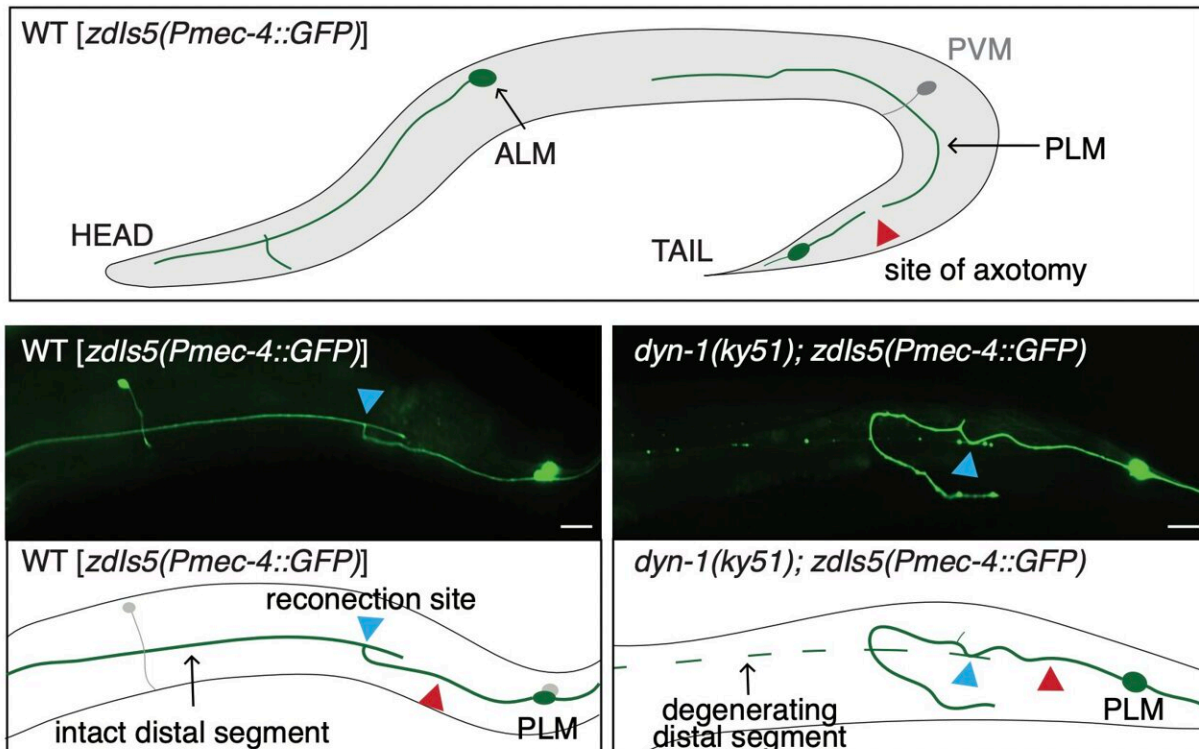 WT [zdIs5(Pmec-4::GFP)]
PVM
ALM
PLM
HEAD
TAIL
site of axotomy
WT [zdIs5(Pmec-4::GFP)]
dyn-1(ky51); zdIs5(Pmec-4::GFP)
WT [zdIs5(Pmec-4::GFP)]
reconection site
intact distal segment
PLM
dyn-1(ky51); zdIs5(Pmec-4::GFP)
degenerating
distal segment
PLM